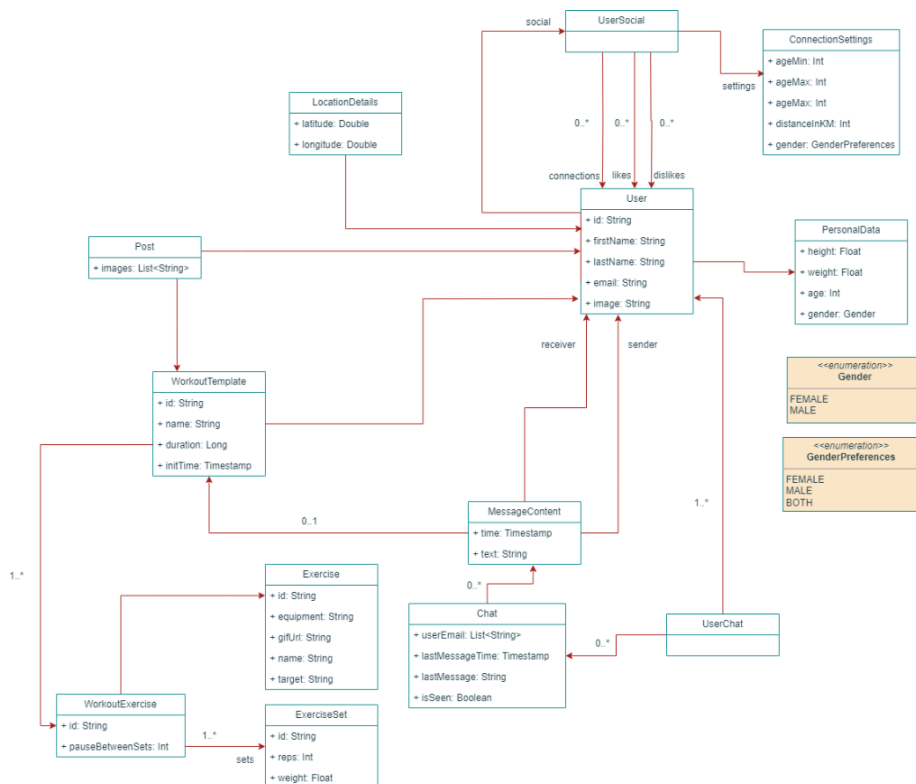 social
UserSocial
ConnectionSettings
+ ageMin: Int
+ ageMax: Int
+ ageMax: Int
+ distanceInKM: Int
+ gender: GenderPreferences
settings
LocationDetails
+ latitude: Double
+ longitude: Double
0..*
0..*
0..*
connections
likes
dislikes
User
+ id: String
+ firstName: String
+ lastName: String
+ email: String
+ image: String
PersonalData
+ height: Float
+ weight: Float
+ age: Int
+ gender: Gender
Post
+ images: List<String>
receiver
sender
WorkoutTemplate
+ id: String
+ name: String
+ duration: Long
+ initTime: Timestamp
<<enumeration>>
Gender
FEMALE
MALE
<<enumeration>>
GenderPreferences
FEMALE
MALE
BOTH
0..1
MessageContent
+ time: Timestamp
+ text: String
1..*
1..*
0..*
Exercise
+ id: String
+ equipment: String
+ gifUrl: String
+ name: String
+ target: String
Chat
+ userEmail: List<String>
+ lastMessageTime: Timestamp
+ lastMessage: String
+ isSeen: Boolean
0..*
UserChat
WorkoutExercise
+ id: String
+ pauseBetweenSets: Int
1..*
sets
ExerciseSet
+ id: String
+ reps: Int
+ weight: Float